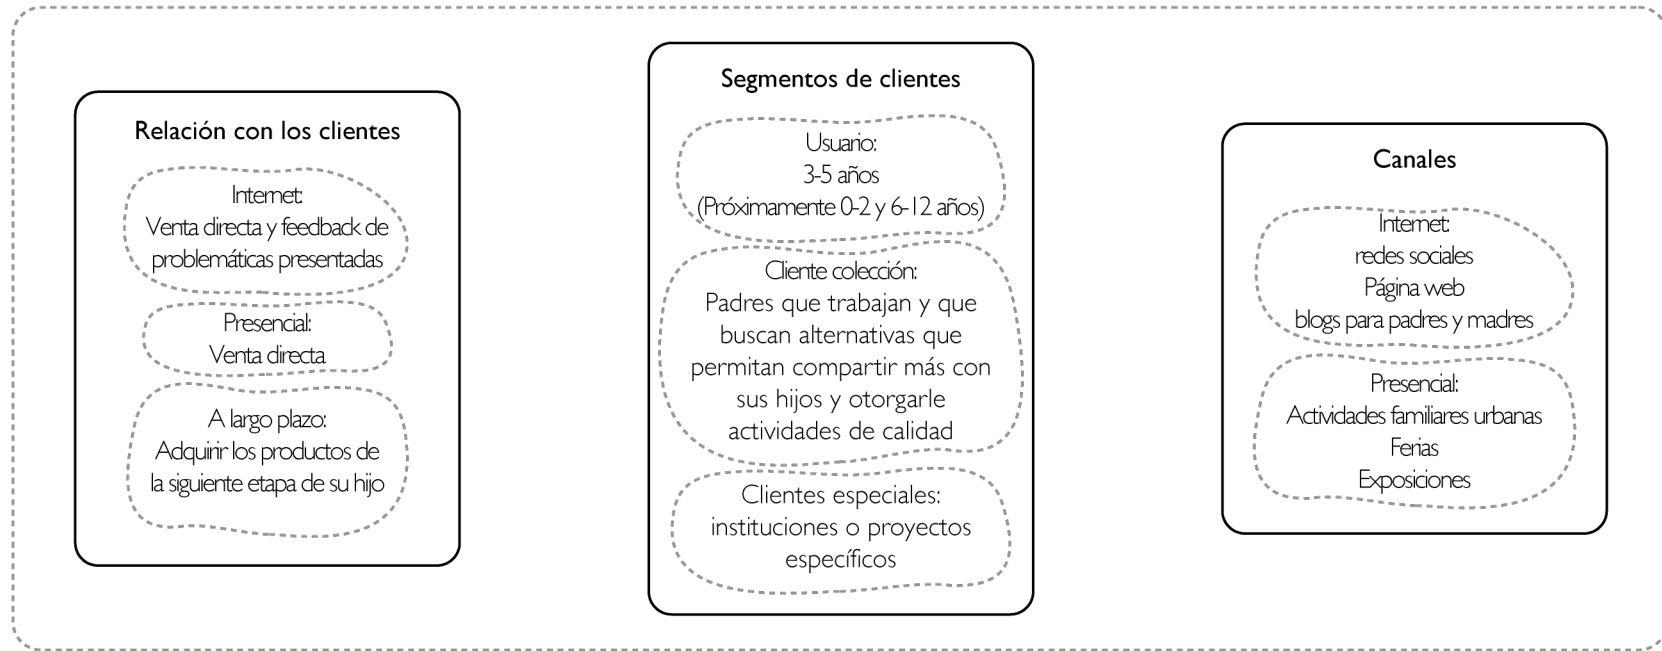 Relación con los clientes
Internet:
Venta directa y feedback de
problemáticas presentadas
Presencial:
Venta directa
A largo plazo:
Adquirir los productos de
la siguiente etapa de su hijo
Segmentos de clientes
Usuario:
3-5 años
(Próximamente 0-2 y 6-12 años)
Cliente colección:
Padres que trabajan y que
buscan alternativas que
permitan compartir más con
sus hijos y otorgarle
actividades de calidad
Clientes especiales:
instituciones o proyectos
específicos
Canales
Internet:
redes sociales
Página web
blogs para padres y madres
Presencial:
Actividades familiares urbanas
Ferias
Exposiciones